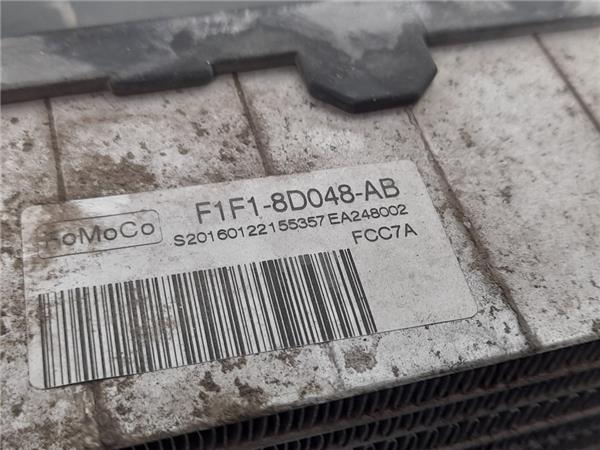 FoMoCo F1F1-8D048-AB
S20160122155357 EA248002
FCC7A